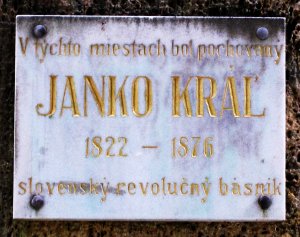 V týchto miestach bol pochovaný
JANKO KRÁĽ
1822 – 1876
slovenský revolučný básnik